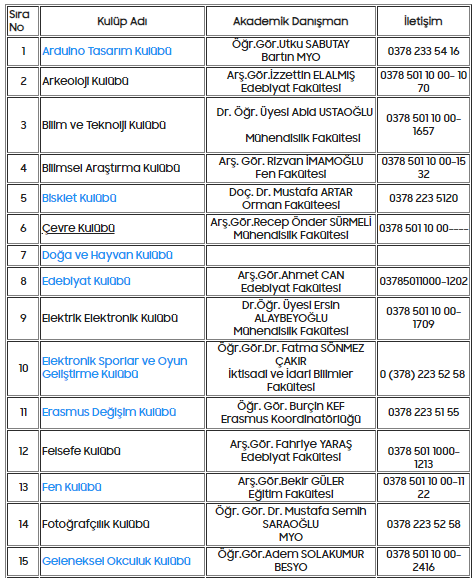 Sıra No Kulüp Adı Akademik Danışman İletişim
1 Arduino Tasarım Kulübü Öğr.Gör.Utku SABUTAY Bartın MYO 0378 233 54 16
2 Arkeoloji Kulübü Arş.Gör.İzzettin ELALMIŞ Edebiyat Fakültesi 0378 501 10 00- 10 70
3 Bilim ve Teknoloji Kulübü Dr. Öğr. Üyesi Abid USTAOĞLU Mühendislik Fakültesi 0378 501 10 00-1657
4 Bilimsel Araştırma Kulübü Arş. Gör. Rizvan İMAMOĞLU Fen Fakültesi 0378 501 10 00-15 32
5 Bisklet Kulübü Doç. Dr. Mustafa ARTAR Orman Fakulteesi 0378 223 5120
6 Çevre Kulübü Arş.Gör.Recep Önder SÜRMELİ Mühendislik Fakültesi 0378 501 10 00----
7 Doğa ve Hayvan Kulübü
8 Edebiyat Kulübü Arş.Gör.Ahmet CAN Edebiyat Fakültesi 03785011000-1202
9 Elektrik Elektronik Kulübü Dr.Öğr. Üyesi Ersin ALAYBEYOĞLU Mühendislik Fakültesi 0378 501 10 00-1709
10 Elektronik Sporlar ve Oyun Geliştirme Kulübü Öğr.Gör.Dr. Fatma SÖNMEZ ÇAKIR İktisadi ve İdari Bilimler Fakültesi 0 (378) 223 52 58
11 Erasmus Değişim Kulübü Öğr. Gör. Burçin KEF Erasmus Koordinatörlüğü 0378 223 51 55
12 Felsefe Kulübü Arş.Gör. Fahriye YARAŞ Edebiyat Fakültesi 0378 501 1000-1213
13 Fen Kulübü Arş.Gör.Bekir GÜLER Eğitim Fakültesi 0378 501 10 00-11 22
14 Fotoğrafçılık Kulübü Öğr. Gör. Dr. Mustafa Semih SARAOĞLU MYO 0378 223 52 58
15 Geleneksel Okculuk Kulübü Öğr.Gör.Adem SOLAKUMUR BESYO 0378 501 10 00-2416